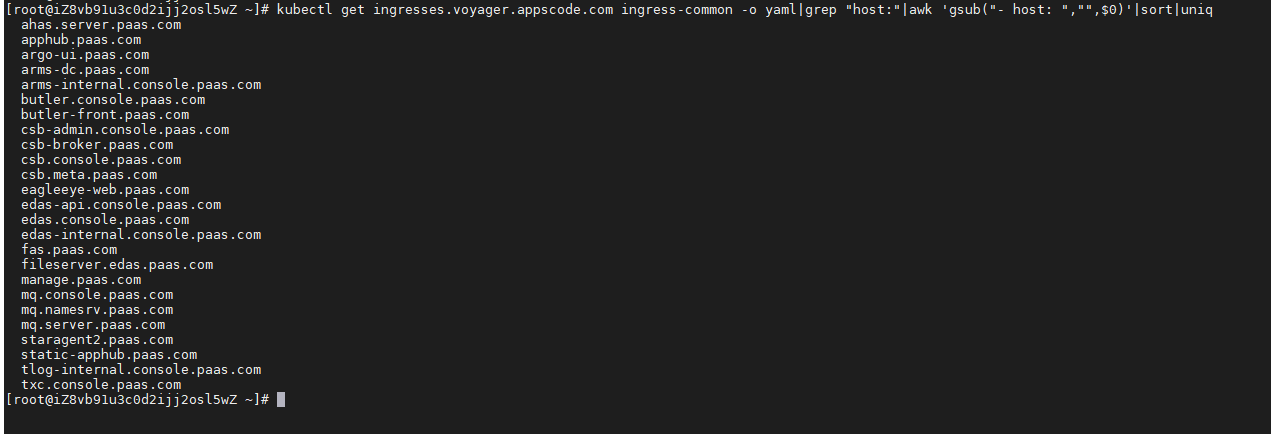 [root@iZ8vb91u3c0d2ijj2osl5wZ ~]# kubectl get ingresses.voyager.appscode.com ingress-common -o yaml|grep "host:"|awk 'gsub("- host: ","",$0)'|sort|uniq
ahas.server.paas.com
apphub.paas.com
argo-ui.paas.com
arms-dc.paas.com
arms-internal.console.paas.com
butler.console.paas.com
butler-front.paas.com
csb-admin.console.paas.com
csb-broker.paas.com
csb.console.paas.com
csb.meta.paas.com
eagleeye-web.paas.com
edas-api.console.paas.com
edas.console.paas.com
edas-internal.console.paas.com
fas.paas.com
fileserver.edas.paas.com
manage.paas.com
mq.console.paas.com
mq.namesrv.paas.com
mq.server.paas.com
staragent2.paas.com
static-apphub.paas.com
tlog-internal.console.paas.com
txc.console.paas.com
[root@iZ8vb91u3c0d2ijj2osl5wZ ~]#